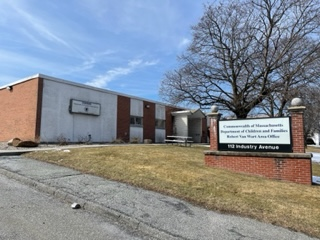 Commonwealth of Massachusetts
Department of Children and Families
Robert Van Wart Area Office
112 Industry Avenue